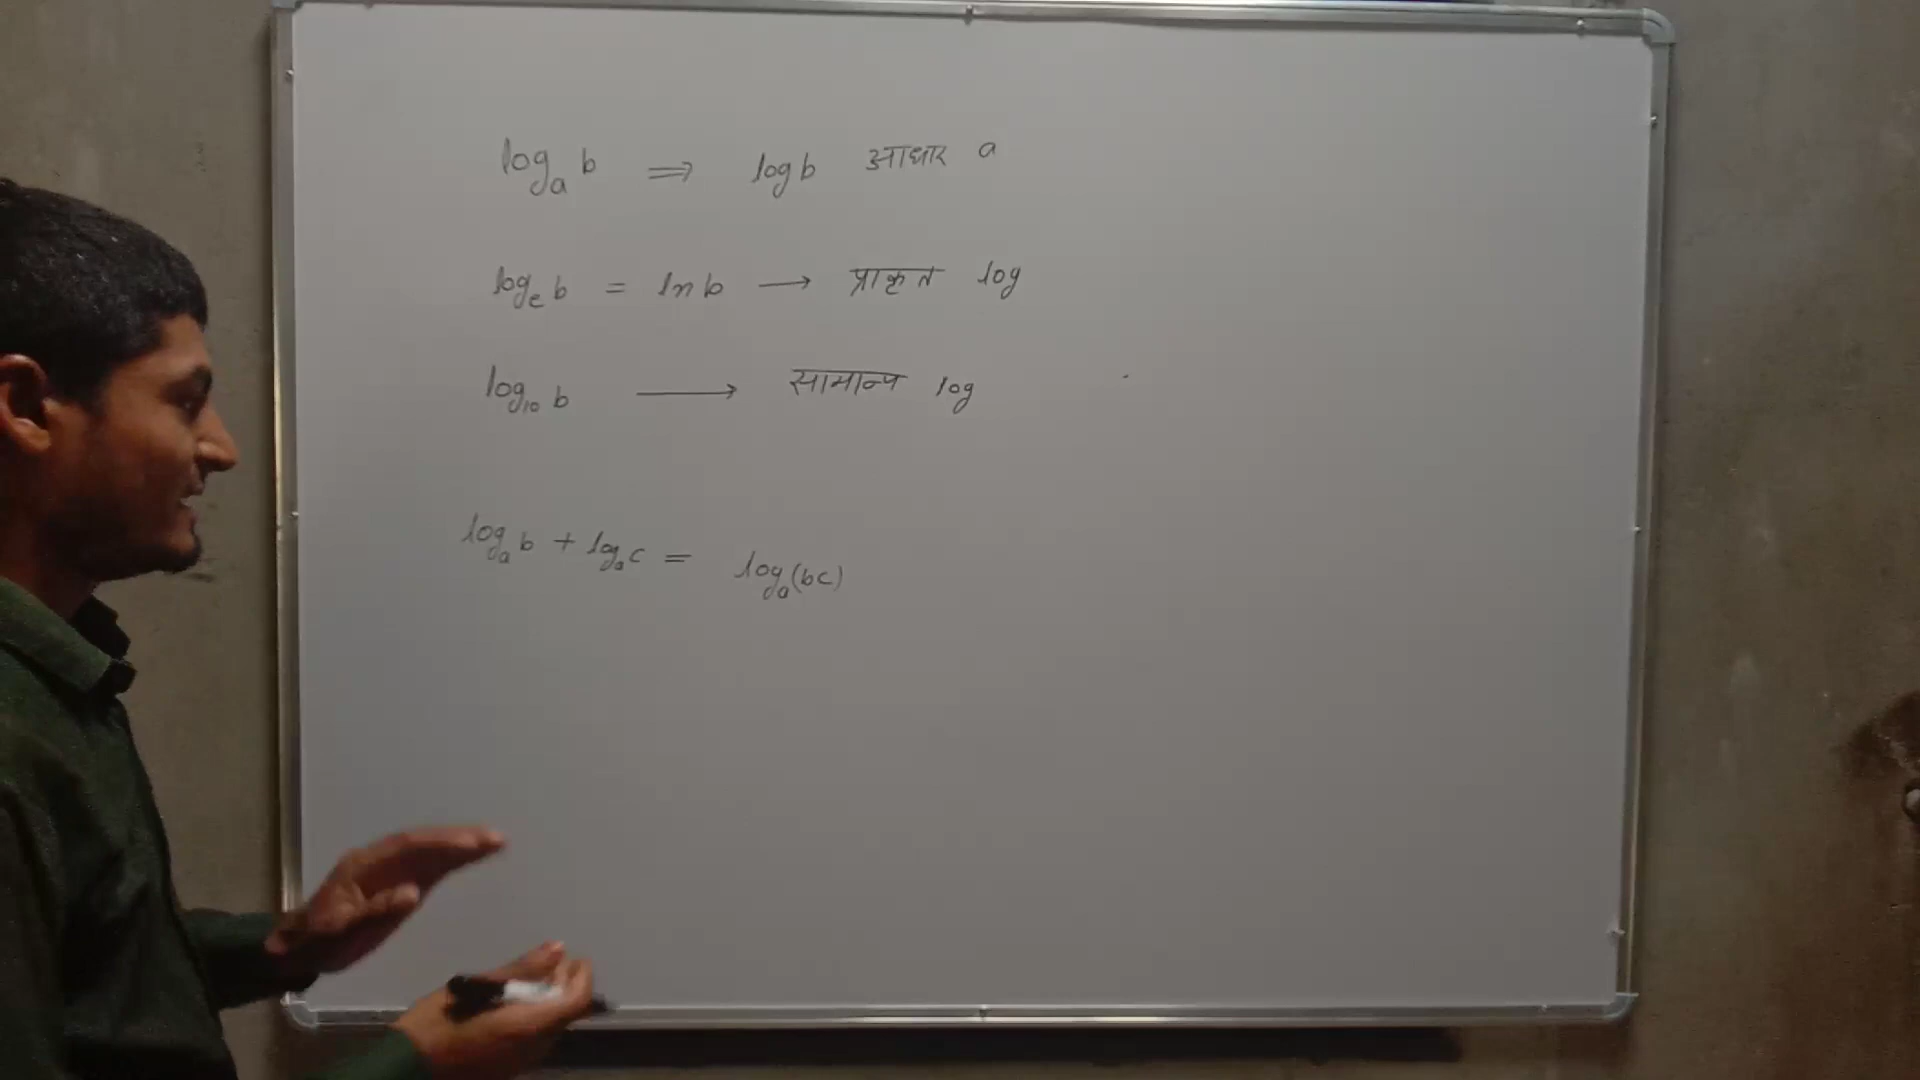 logₐ b ⇒ log b आधार a
logₑ b = ln b → प्राकृत log
log₁₀ b → सामान्य log
logₐ b + logₐ c = logₐ(bc)